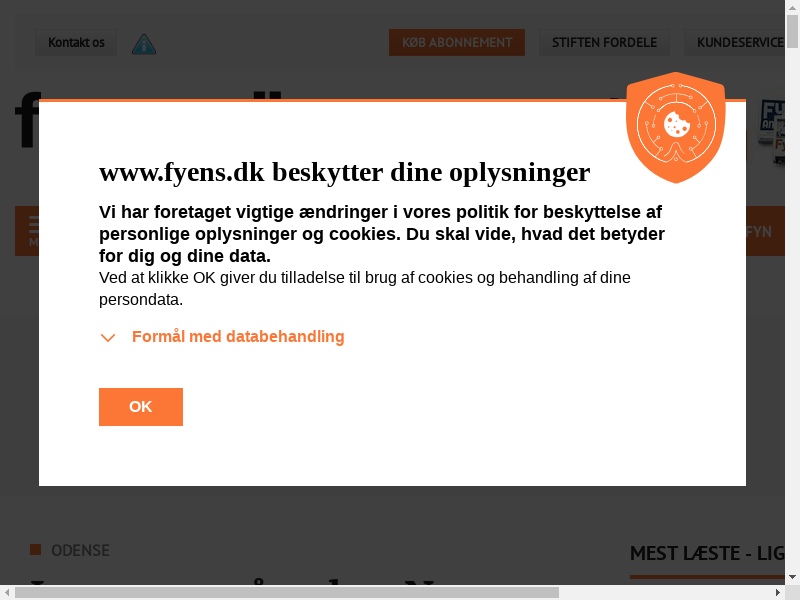 Kontakt os
KØB ABONNEMENT
STIFTEN FORDELE
KUNDESERVICE
www.fyens.dk beskytter dine oplysninger
Vi har foretaget vigtige ændringer i vores politik for beskyttelse af
personlige oplysninger og cookies. Du skal vide, hvad det betyder
for dig og dine data.
Ved at klikke OK giver du tilladelse til brug af cookies og behandling af dine
persondata.
Formål med databehandling
OK
FYN
ODENSE
MEST LÆSTE - LIG